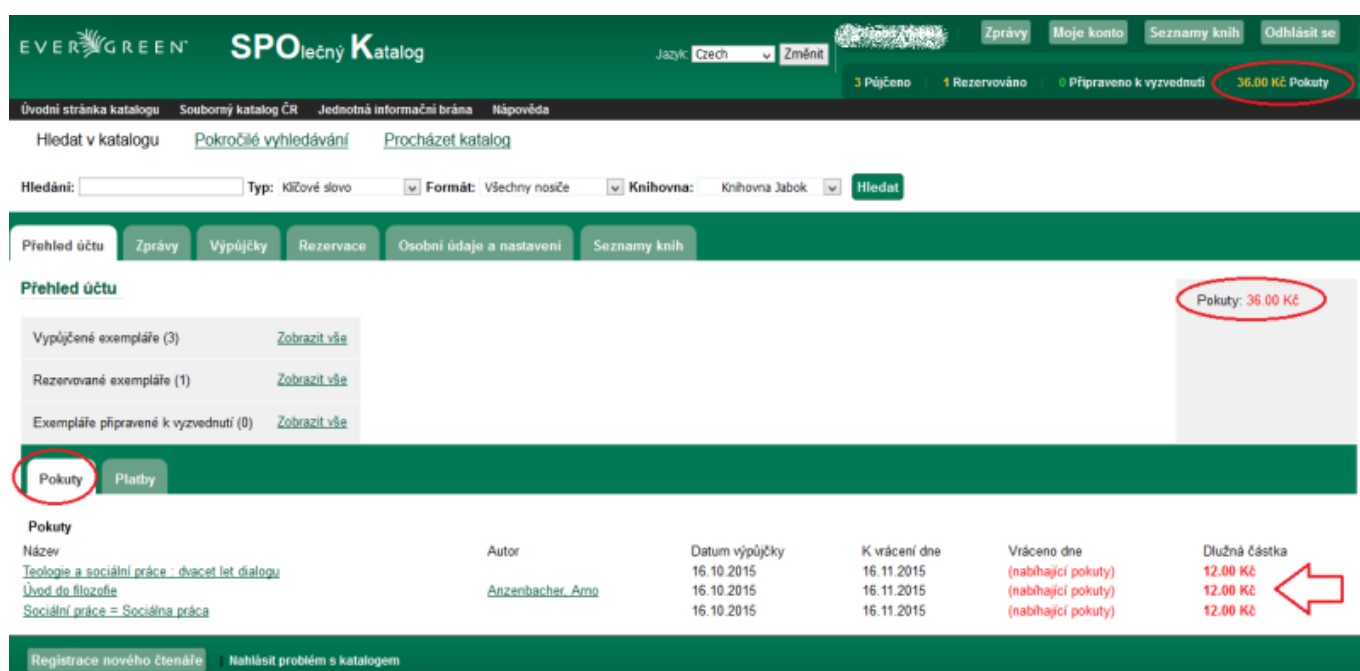 EVERGREEN SPOlečný Katalog Jazyk: Czech Změnit Zprávy Moje konto Seznamy knih Odhlásit se
3 Půjčeno 1 Rezervováno 0 Připraveno k vyzvednutí 36.00 Kč Pokuty
Úvodní stránka katalogu Souborný katalog ČR Jednotná informační brána Nápověda
Hledat v katalogu Pokročilé vyhledávání Procházet katalog
Hledání: Typ: Klíčové slovo Formát: Všechny nosiče Knihovna: Knihovna Jabok Hledat
Přehled účtu Zprávy Výpůjčky Rezervace Osobní údaje a nastavení Seznamy knih
Přehled účtu
Pokuty: 36.00 Kč
Vypůjčené exempláře (3) Zobrazit vše
Rezervované exempláře (1) Zobrazit vše
Exempláře připravené k vyzvednutí (0) Zobrazit vše
Pokuty Platby
Pokuty
Název Autor Datum výpůjčky K vrácení dne Vráceno dne Dlužná částka
Teologie a sociální práce : dvacet let dialogu 16.10.2015 16.11.2015 (nabíhající pokuty) 12.00 Kč
Úvod do filozofie Anzenbacher, Arno 16.10.2015 16.11.2015 (nabíhající pokuty) 12.00 Kč
Sociální práce = Sociálna práca 16.10.2015 16.11.2015 (nabíhající pokuty) 12.00 Kč
Registrace nového čtenáře Nahlásit problém s katalogem